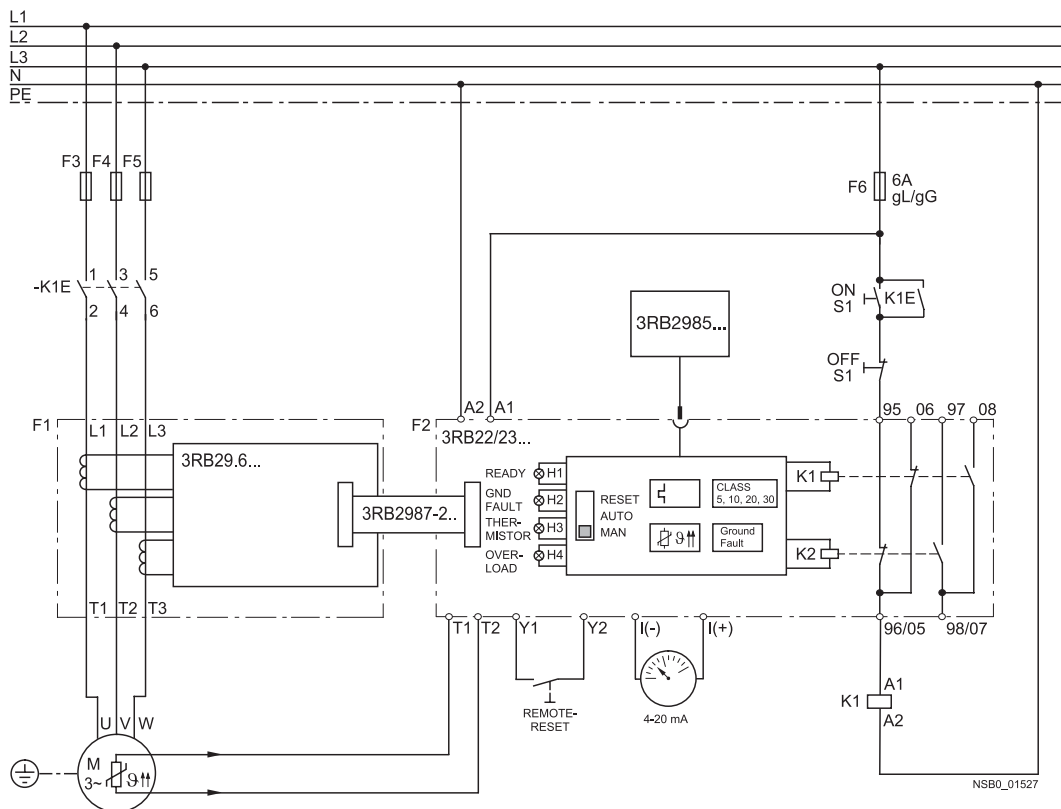 L1
L2
L3
N
PE
F3 F4 F5
F6 6A
gL/gG
-K1E
1 3 5
2 4 6
ON
S1
K1E
3RB2985...
OFF
S1
A2 A1
95 06 97 08
F1
L1 L2 L3
F2
3RB22/23...
3RB29.6...
READY H1
GND
FAULT
H2
THER-
MISTOR
H3
OVER-
LOAD
H4
RESET
AUTO
MAN
CLASS
5, 10, 20, 30
ϑ
Ground
Fault
K1
K2
3RB2987-2..
T1 T2 T3
T1 T2 Y1 Y2 I(-) I(+)
96/05 98/07
REMOTE-
RESET
4-20 mA
K1
A1
A2
U V W
M
3~
ϑ
NSB0_01527